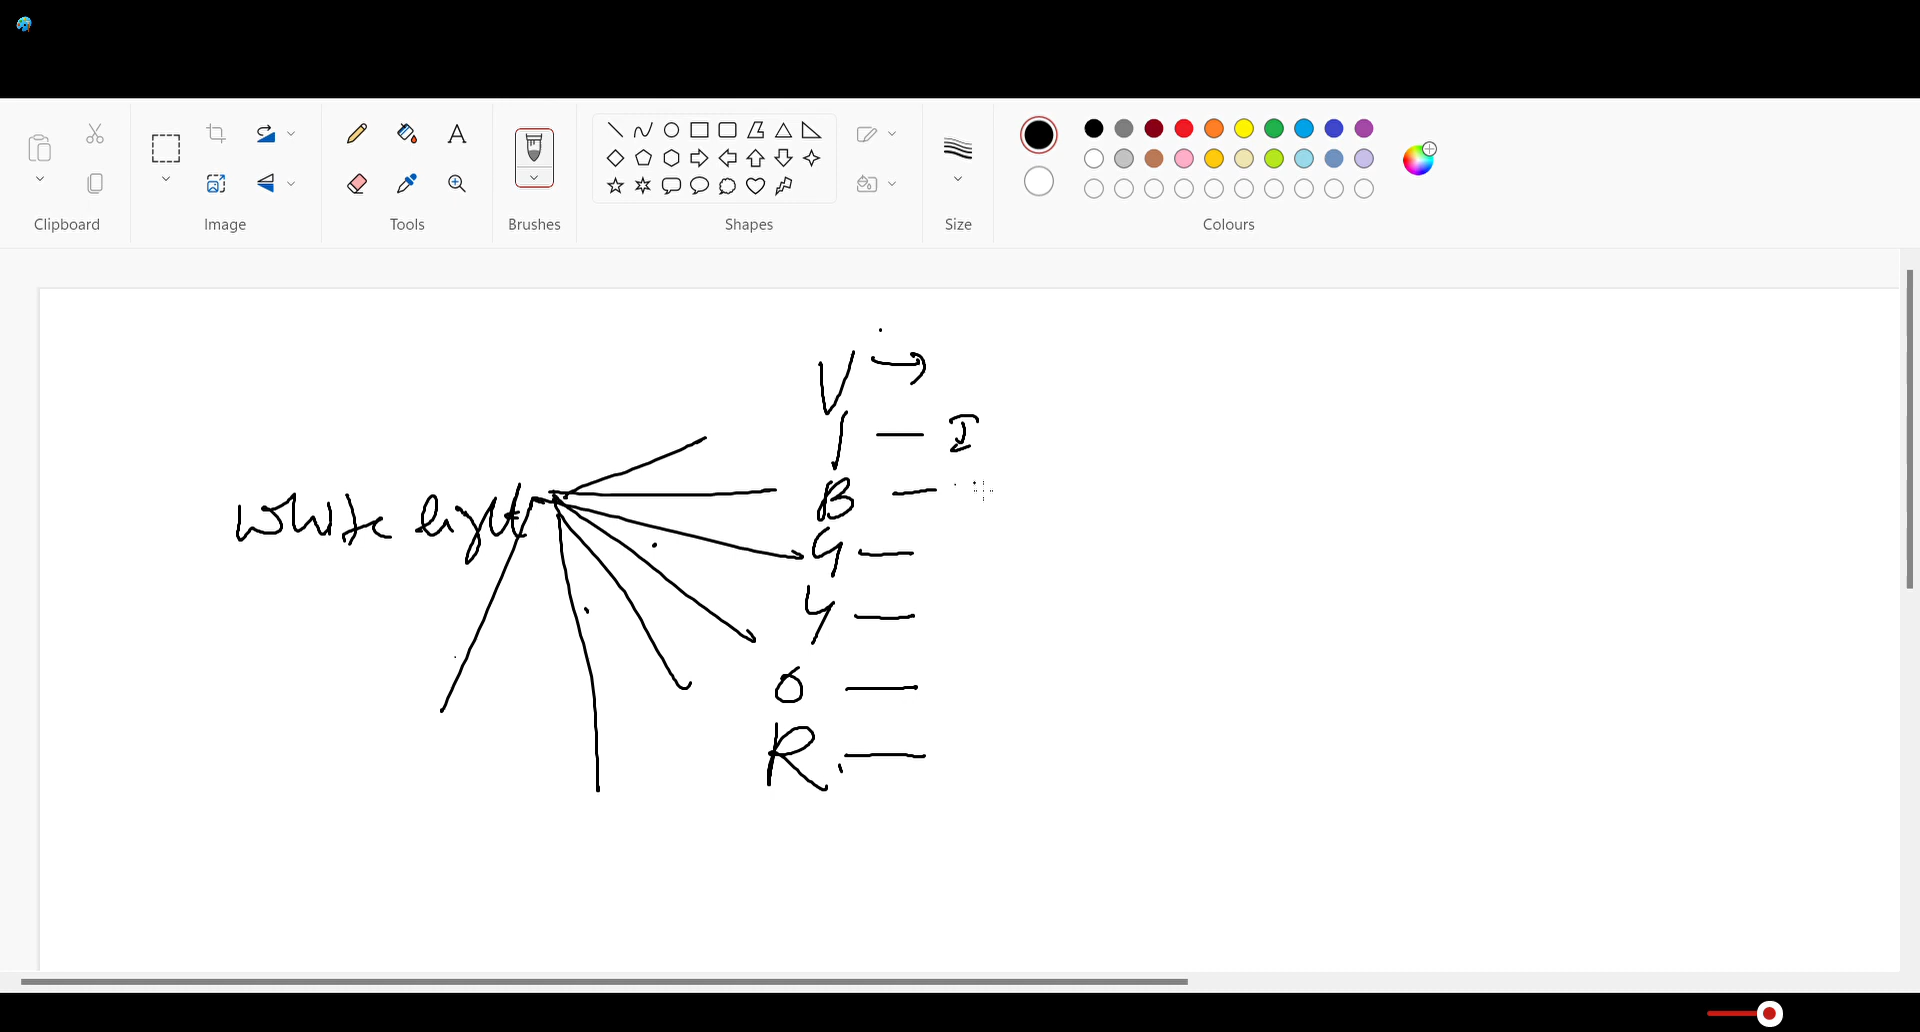 Clipboard
Image
Tools
Brushes
Shapes
Size
Colours
V →
I — I
B —
G —
Y —
O —
R. —
White light